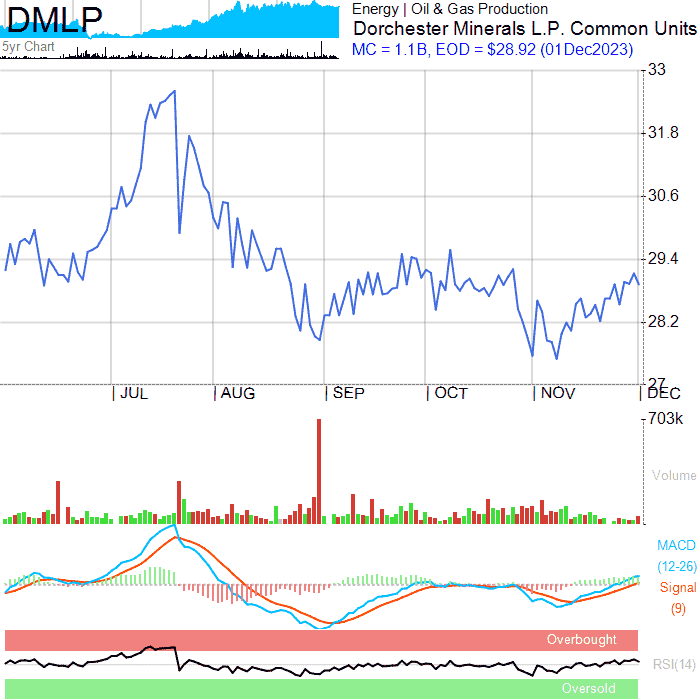 DMLP
5yr Chart
Energy | Oil & Gas Production
Dorchester Minerals L.P. Common Units
MC = 1.1B, EOD = $28.92 (01Dec2023)
33
31.8
30.6
29.4
28.2
27
| JUL | AUG | SEP | OCT | NOV | DEC
703k
Volume
MACD
(12-26)
Signal
(9)
Overbought
RSI(14)
Oversold